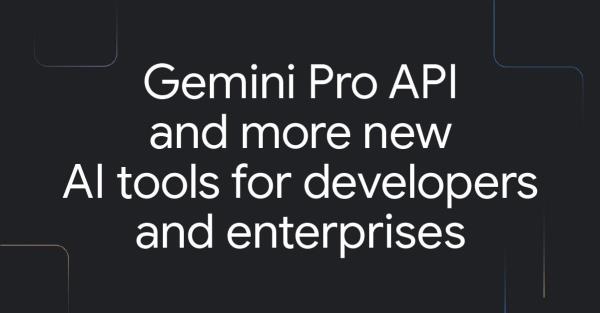 Gemini Pro API
and more new
AI tools for developers
and enterprises